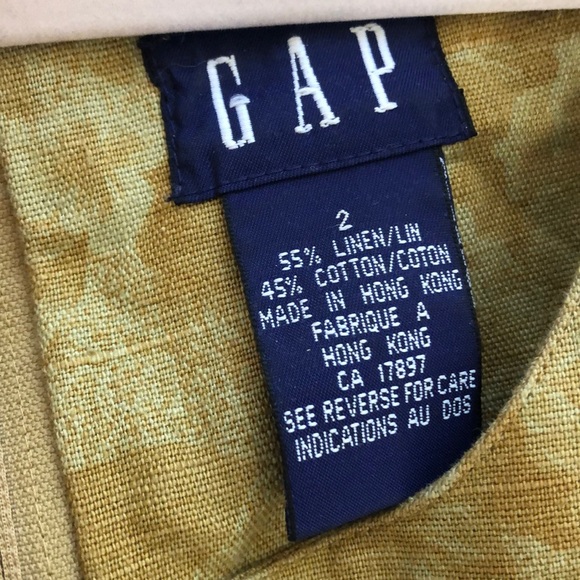 GAP
2
55% LINEN/LIN
45% COTTON/COTON
MADE IN HONG KONG
FABRIQUE A
HONG KONG
CA 17897
SEE REVERSE FOR CARE
INDICATIONS AU DOS